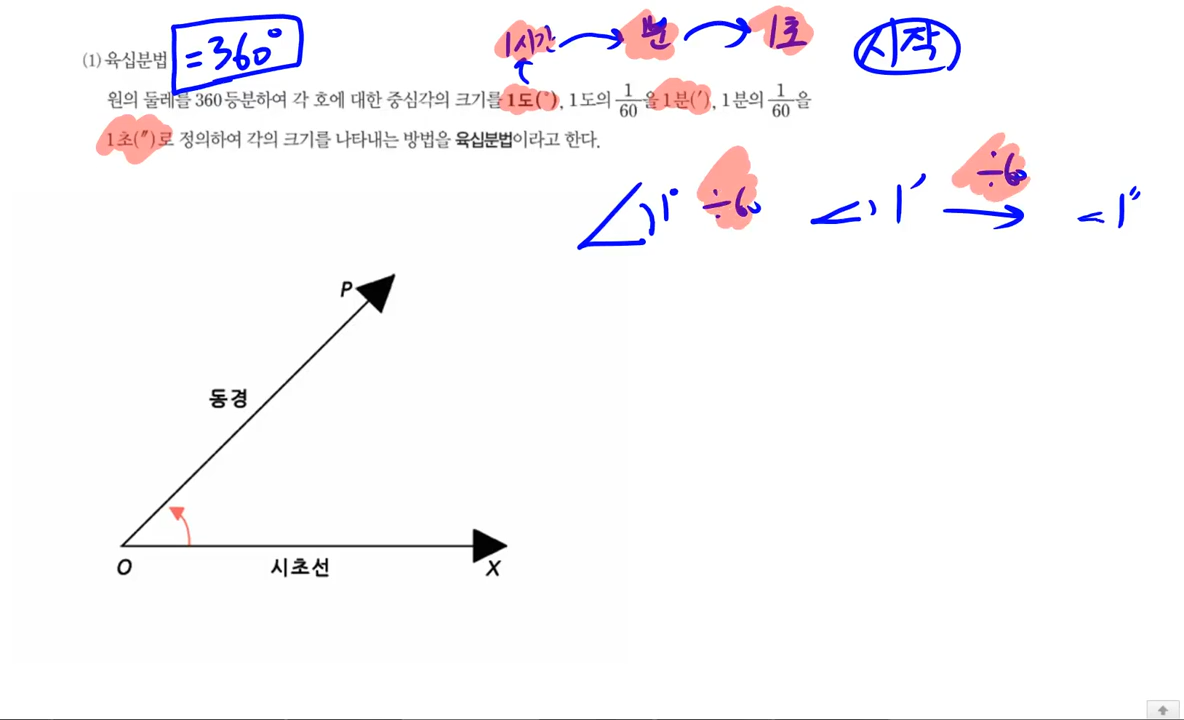 1시간 → 분 → 1초 시작
(1) 육십분법 = 360°
원의 둘레를 360등분하여 각 호에 대한 중심각의 크기를 1도(°), 1도의 1/60을 1분(′), 1분의 1/60을
1초(″)로 정의하여 각의 크기를 나타내는 방법을 육십분법이라고 한다.
1° ÷60 1′ ÷60 1″
P
동경
O 시초선 X